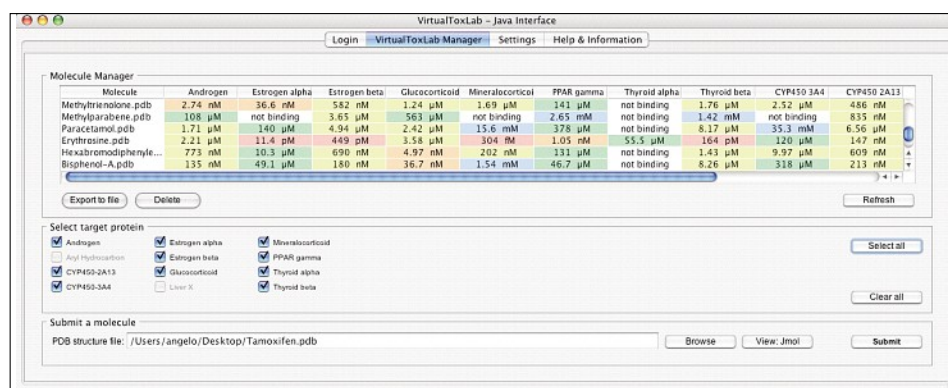 VirtualToxLab – Java Interface
Login VirtualToxLab Manager Settings Help & Information
Molecule Manager
Molecule Androgen Estrogen alpha Estrogen beta Glucocorticoid Mineralocorticoi PPAR gamma Thyroid alpha Thyroid beta CYP450 3A4 CYP450 2A13
Methyltrienolone.pdb 2.74 nM 36.6 nM 582 nM 1.24 µM 1.69 µM 141 µM not binding 1.76 µM 2.52 µM 486 nM
Methylparabene.pdb 108 µM not binding 3.65 µM 563 µM not binding 2.65 mM not binding 1.42 mM not binding 835 nM
Paracetamol.pdb 1.71 µM 140 µM 4.94 µM 2.42 µM 15.6 mM 378 µM not binding 8.17 µM 35.3 mM 6.56 µM
Erythrosine.pdb 2.21 µM 11.4 pM 449 pM 3.58 µM 304 fM 1.05 nM 55.5 µM 164 pM 120 µM 147 nM
Hexabromodiphenyle... 773 nM 10.3 µM 690 nM 4.97 nM 202 nM 131 µM not binding 1.43 µM 9.97 µM 609 nM
Bisphenol-A.pdb 135 nM 49.1 µM 180 nM 36.7 nM 1.54 mM 46.7 µM not binding 8.26 µM 318 µM 213 nM
Export to file Delete Refresh
Select target protein
Androgen Estrogen alpha Mineralocorticoid
Select all
Aryl Hydrocarbon Estrogen beta PPAR gamma
CYP450-2A13 Glucocorticoid Thyroid alpha
CYP450-3A4 Liver X Thyroid beta
Clear all
Submit a molecule
PDB structure file: /Users/angelo/Desktop/Tamoxifen.pdb Browse View: Jmol Submit